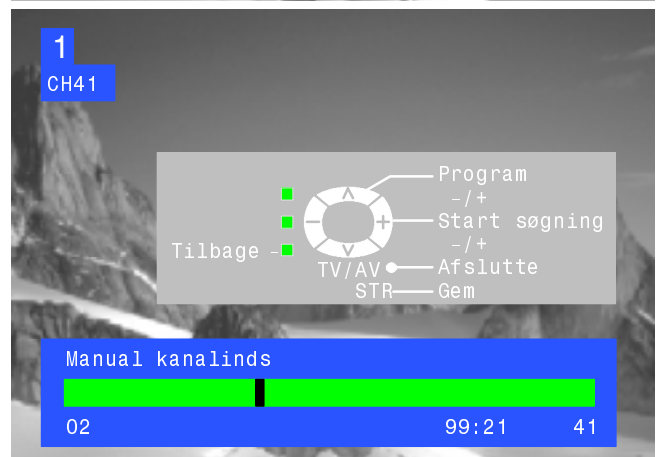 1
CH41
Program
-/+
Start søgning
-/+
Tilbage -
TV/AV Afslutte
STR Gem
Manual kanalinds
02 99:21 41